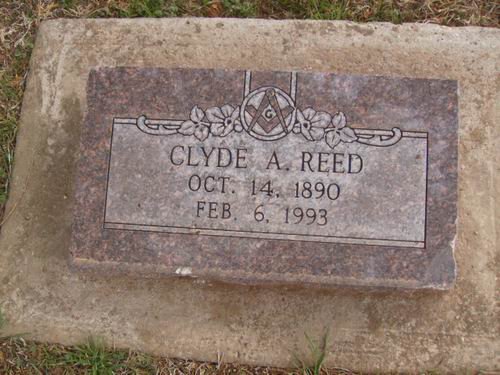 G
CLYDE A. REED
OCT. 14, 1890
FEB. 6, 1993